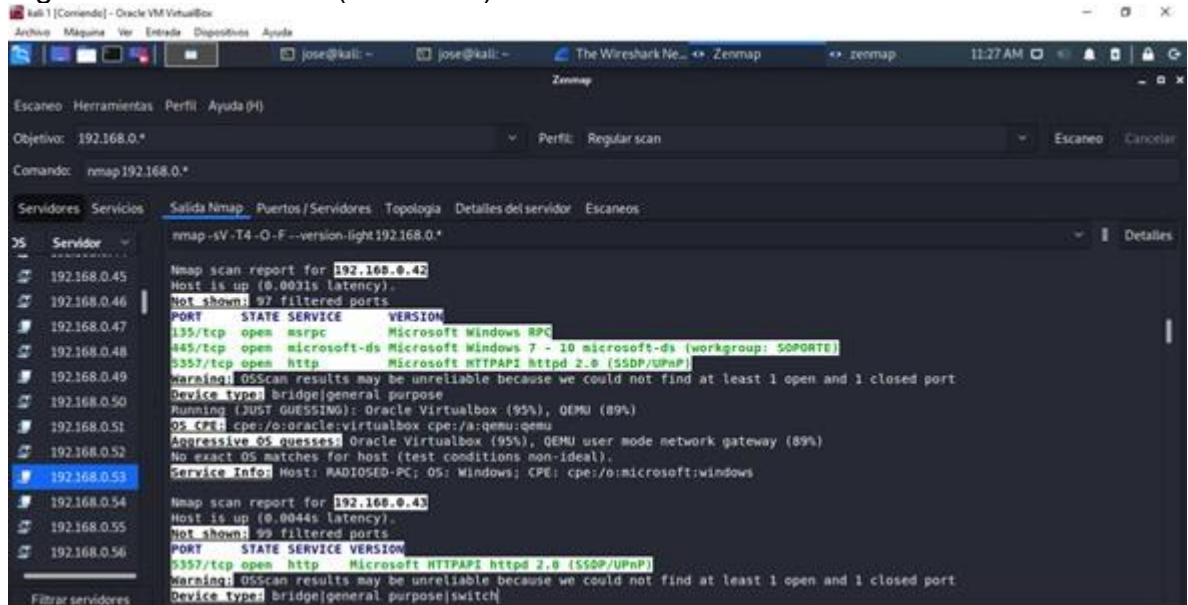 kali 1 [Corriendo] - Oracle VM VirtualBox
Archivo Máquina Ver Entrada Dispositivos Ayuda
jose@kali: ~ jose@kali: ~ The Wireshark Ne... Zenmap zenmap 11:27 AM
Zenmap
Escaneo Herramientas Perfil Ayuda (H)
Objetivo: 192.168.0.* Perfil: Regular scan Escaneo Cancelar
Comando: nmap 192.168.0.*
Servidores Servicios Salida Nmap Puertos / Servidores Topología Detalles del servidor Escaneos
OS Servidor nmap -sV -T4 -O -F --version-light 192.168.0.* Detalles
192.168.0.45
192.168.0.46
192.168.0.47
192.168.0.48
192.168.0.49
192.168.0.50
192.168.0.51
192.168.0.52
192.168.0.53
192.168.0.54
192.168.0.55
192.168.0.56
Filtrar servidores
Nmap scan report for 192.168.0.42
Host is up (0.0031s latency).
Not shown: 97 filtered ports
PORT STATE SERVICE VERSION
135/tcp open msrpc Microsoft Windows RPC
445/tcp open microsoft-ds Microsoft Windows 7 - 10 microsoft-ds (workgroup: SOPORTE)
5357/tcp open http Microsoft HTTPAPI httpd 2.0 (SSDP/UPnP)
Warning: OSScan results may be unreliable because we could not find at least 1 open and 1 closed port
Device type: bridge|general purpose
Running (JUST GUESSING): Oracle Virtualbox (95%), QEMU (89%)
OS CPE: cpe:/o:oracle:virtualbox cpe:/a:qemu:qemu
Aggressive OS guesses: Oracle Virtualbox (95%), QEMU user mode network gateway (89%)
No exact OS matches for host (test conditions non-ideal).
Service Info: Host: RADIOSED-PC; OS: Windows; CPE: cpe:/o:microsoft:windows
Nmap scan report for 192.168.0.43
Host is up (0.0044s latency).
Not shown: 99 filtered ports
PORT STATE SERVICE VERSION
5357/tcp open http Microsoft HTTPAPI httpd 2.0 (SSDP/UPnP)
Warning: OSScan results may be unreliable because we could not find at least 1 open and 1 closed port
Device type: bridge|general purpose|switch